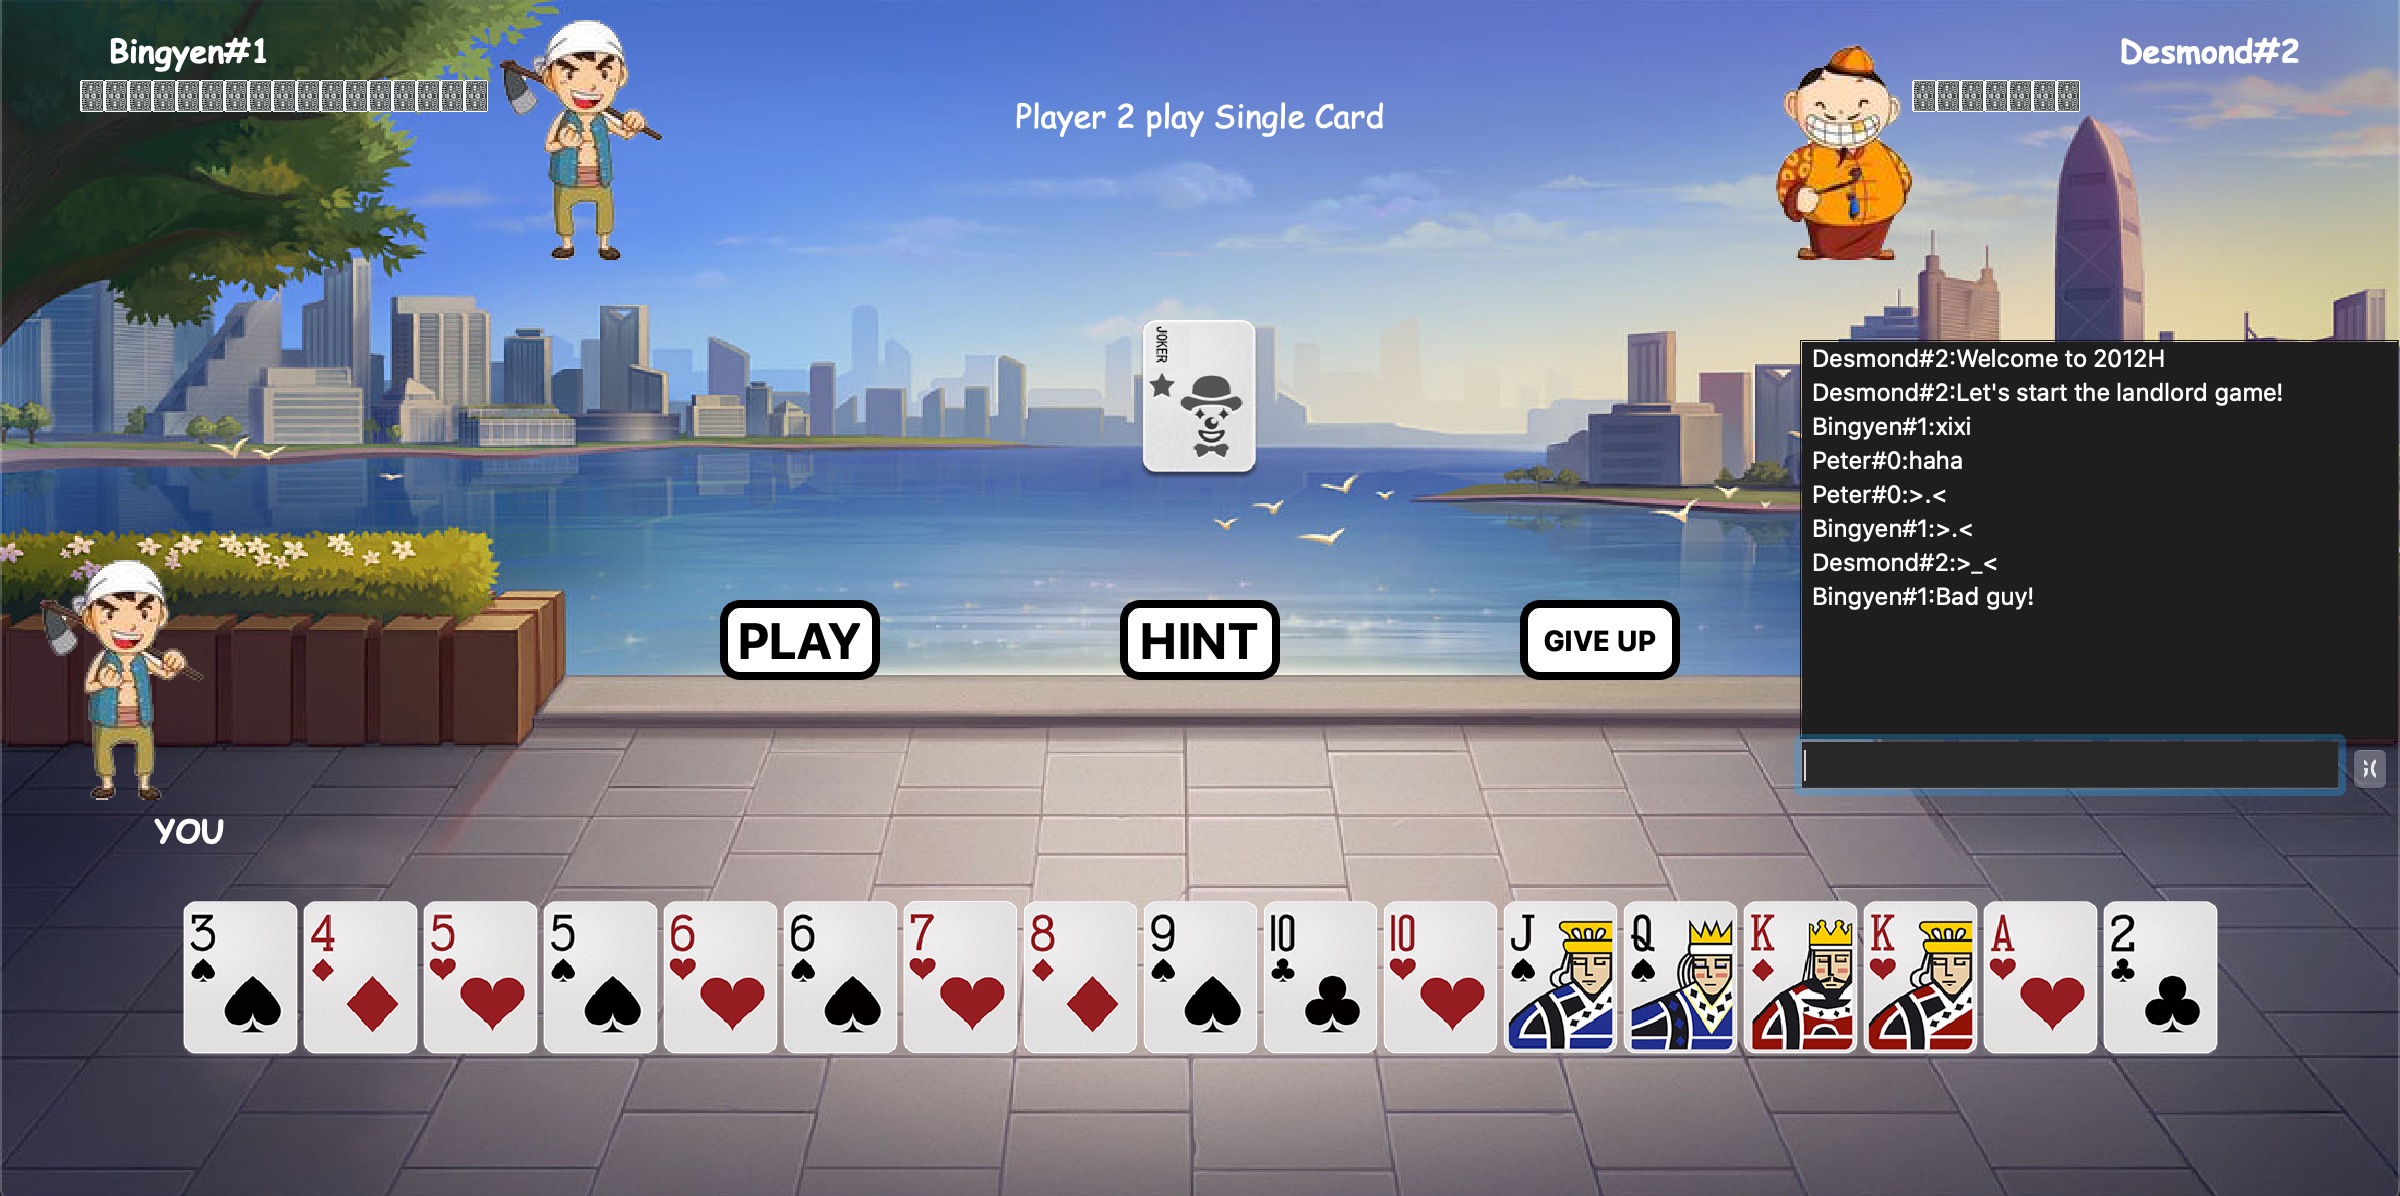 Bingyen#1
Desmond#2
Player 2 play Single Card
JOKER
Desmond#2:Welcome to 2012H
Desmond#2:Let's start the landlord game!
Bingyen#1:xixi
Peter#0:haha
Peter#0:>.<
Bingyen#1:>.<
Desmond#2:>_<
Bingyen#1:Bad guy!
PLAY
HINT
GIVE UP
YOU
3 4 5 5 6 6 7 8 9 10 10 J Q K K A 2